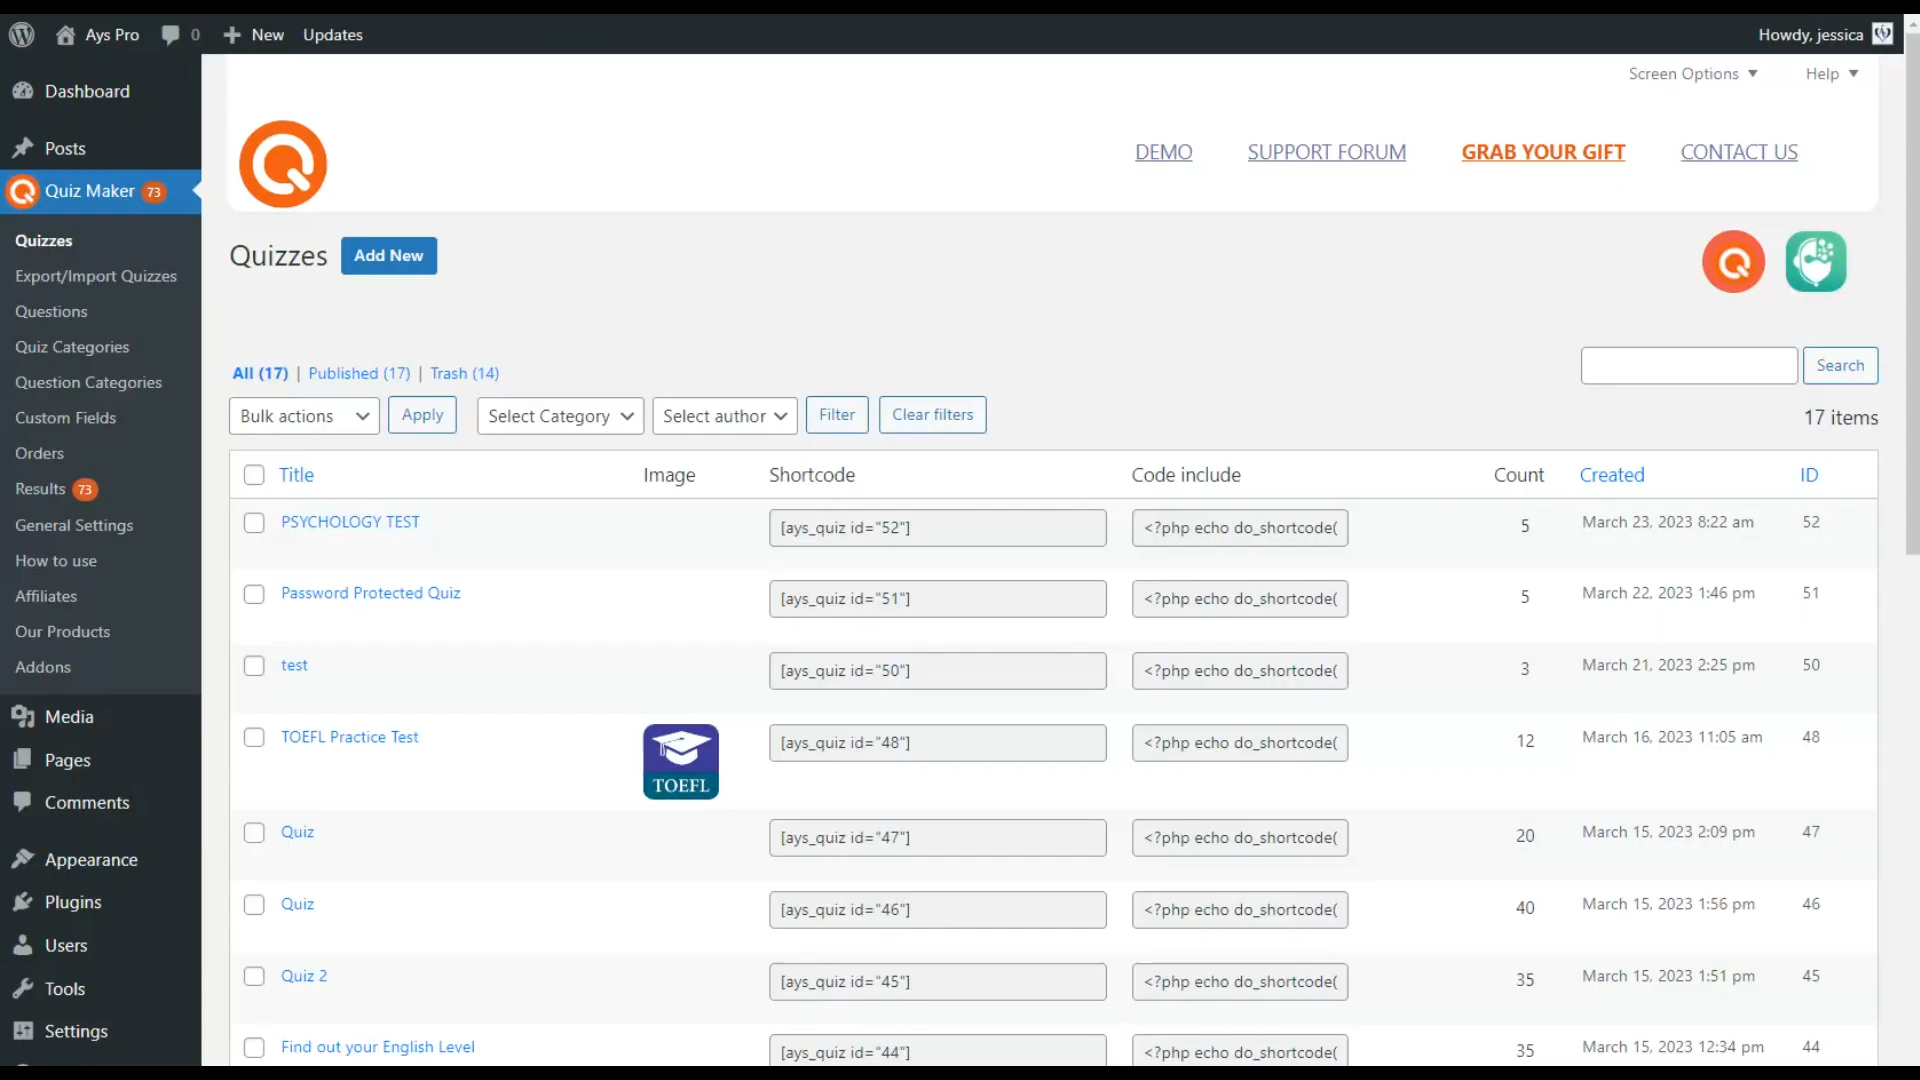 Ays Pro 0 New Updates Howdy, jessica
Screen Options Help
DEMO SUPPORT FORUM GRAB YOUR GIFT CONTACT US
Dashboard
Posts
Quiz Maker 73
Quizzes
Export/Import Quizzes
Questions
Quiz Categories
Question Categories
Custom Fields
Orders
Results 73
General Settings
How to use
Affiliates
Our Products
Addons
Media
Pages
Comments
Appearance
Plugins
Users
Tools
Settings
Quizzes Add New
All (17) | Published (17) | Trash (14)
Search
Bulk actions Apply Select Category Select author Filter Clear filters 17 items
Title Image Shortcode Code include Count Created ID
PSYCHOLOGY TEST [ays_quiz id="52"] <?php echo do_shortcode( 5 March 23, 2023 8:22 am 52
Password Protected Quiz [ays_quiz id="51"] <?php echo do_shortcode( 5 March 22, 2023 1:46 pm 51
test [ays_quiz id="50"] <?php echo do_shortcode( 3 March 21, 2023 2:25 pm 50
TOEFL Practice Test [ays_quiz id="48"] <?php echo do_shortcode( 12 March 16, 2023 11:05 am 48
TOEFL
Quiz [ays_quiz id="47"] <?php echo do_shortcode( 20 March 15, 2023 2:09 pm 47
Quiz [ays_quiz id="46"] <?php echo do_shortcode( 40 March 15, 2023 1:56 pm 46
Quiz 2 [ays_quiz id="45"] <?php echo do_shortcode( 35 March 15, 2023 1:51 pm 45
Find out your English Level [ays_quiz id="44"] <?php echo do_shortcode( 35 March 15, 2023 12:34 pm 44